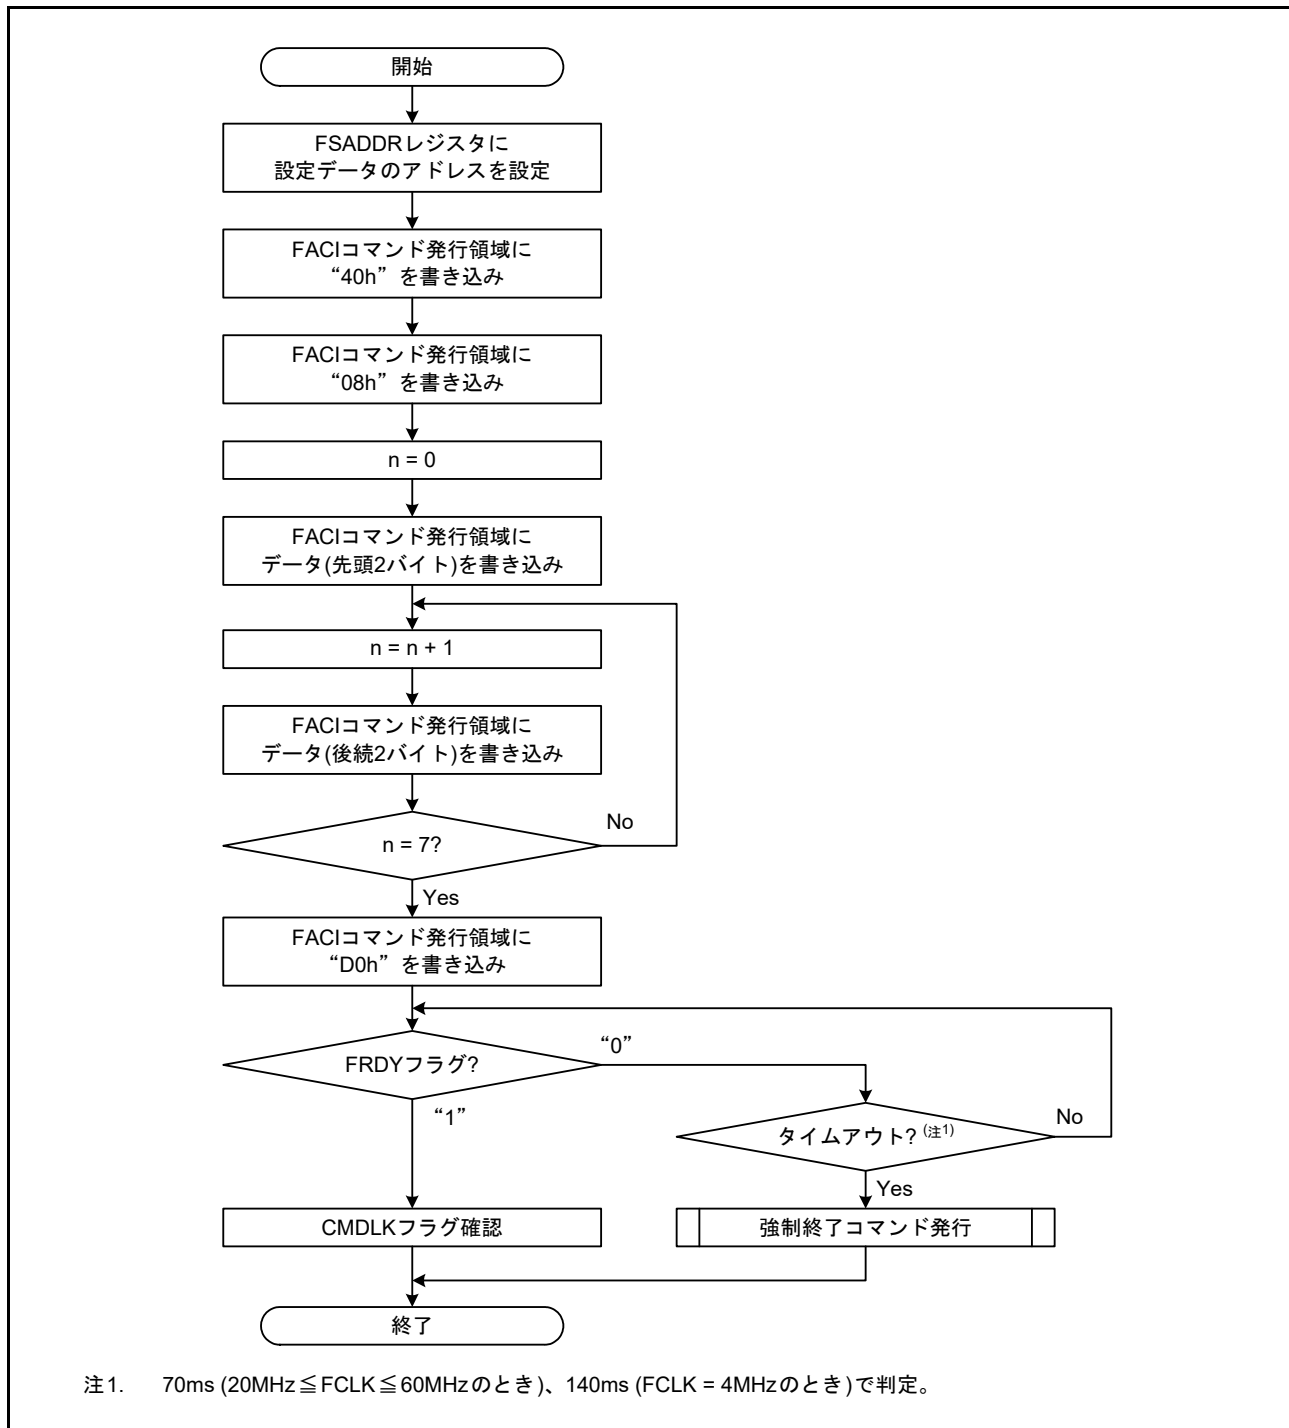 開始
FSADDRレジスタに
設定データのアドレスを設定
FACIコマンド発行領域に
“40h”を書き込み
FACIコマンド発行領域に
“08h”を書き込み
n = 0
FACIコマンド発行領域に
データ(先頭2バイト)を書き込み
n = n + 1
FACIコマンド発行領域に
データ(後続2バイト)を書き込み
n = 7?
No
Yes
FACIコマンド発行領域に
“D0h”を書き込み
FRDYフラグ?
“0”
“1”
タイムアウト? (注1)
No
Yes
CMDLKフラグ確認
強制終了コマンド発行
終了
注1. 70ms (20MHz≦FCLK≦60MHzのとき)、140ms (FCLK = 4MHzのとき)で判定。